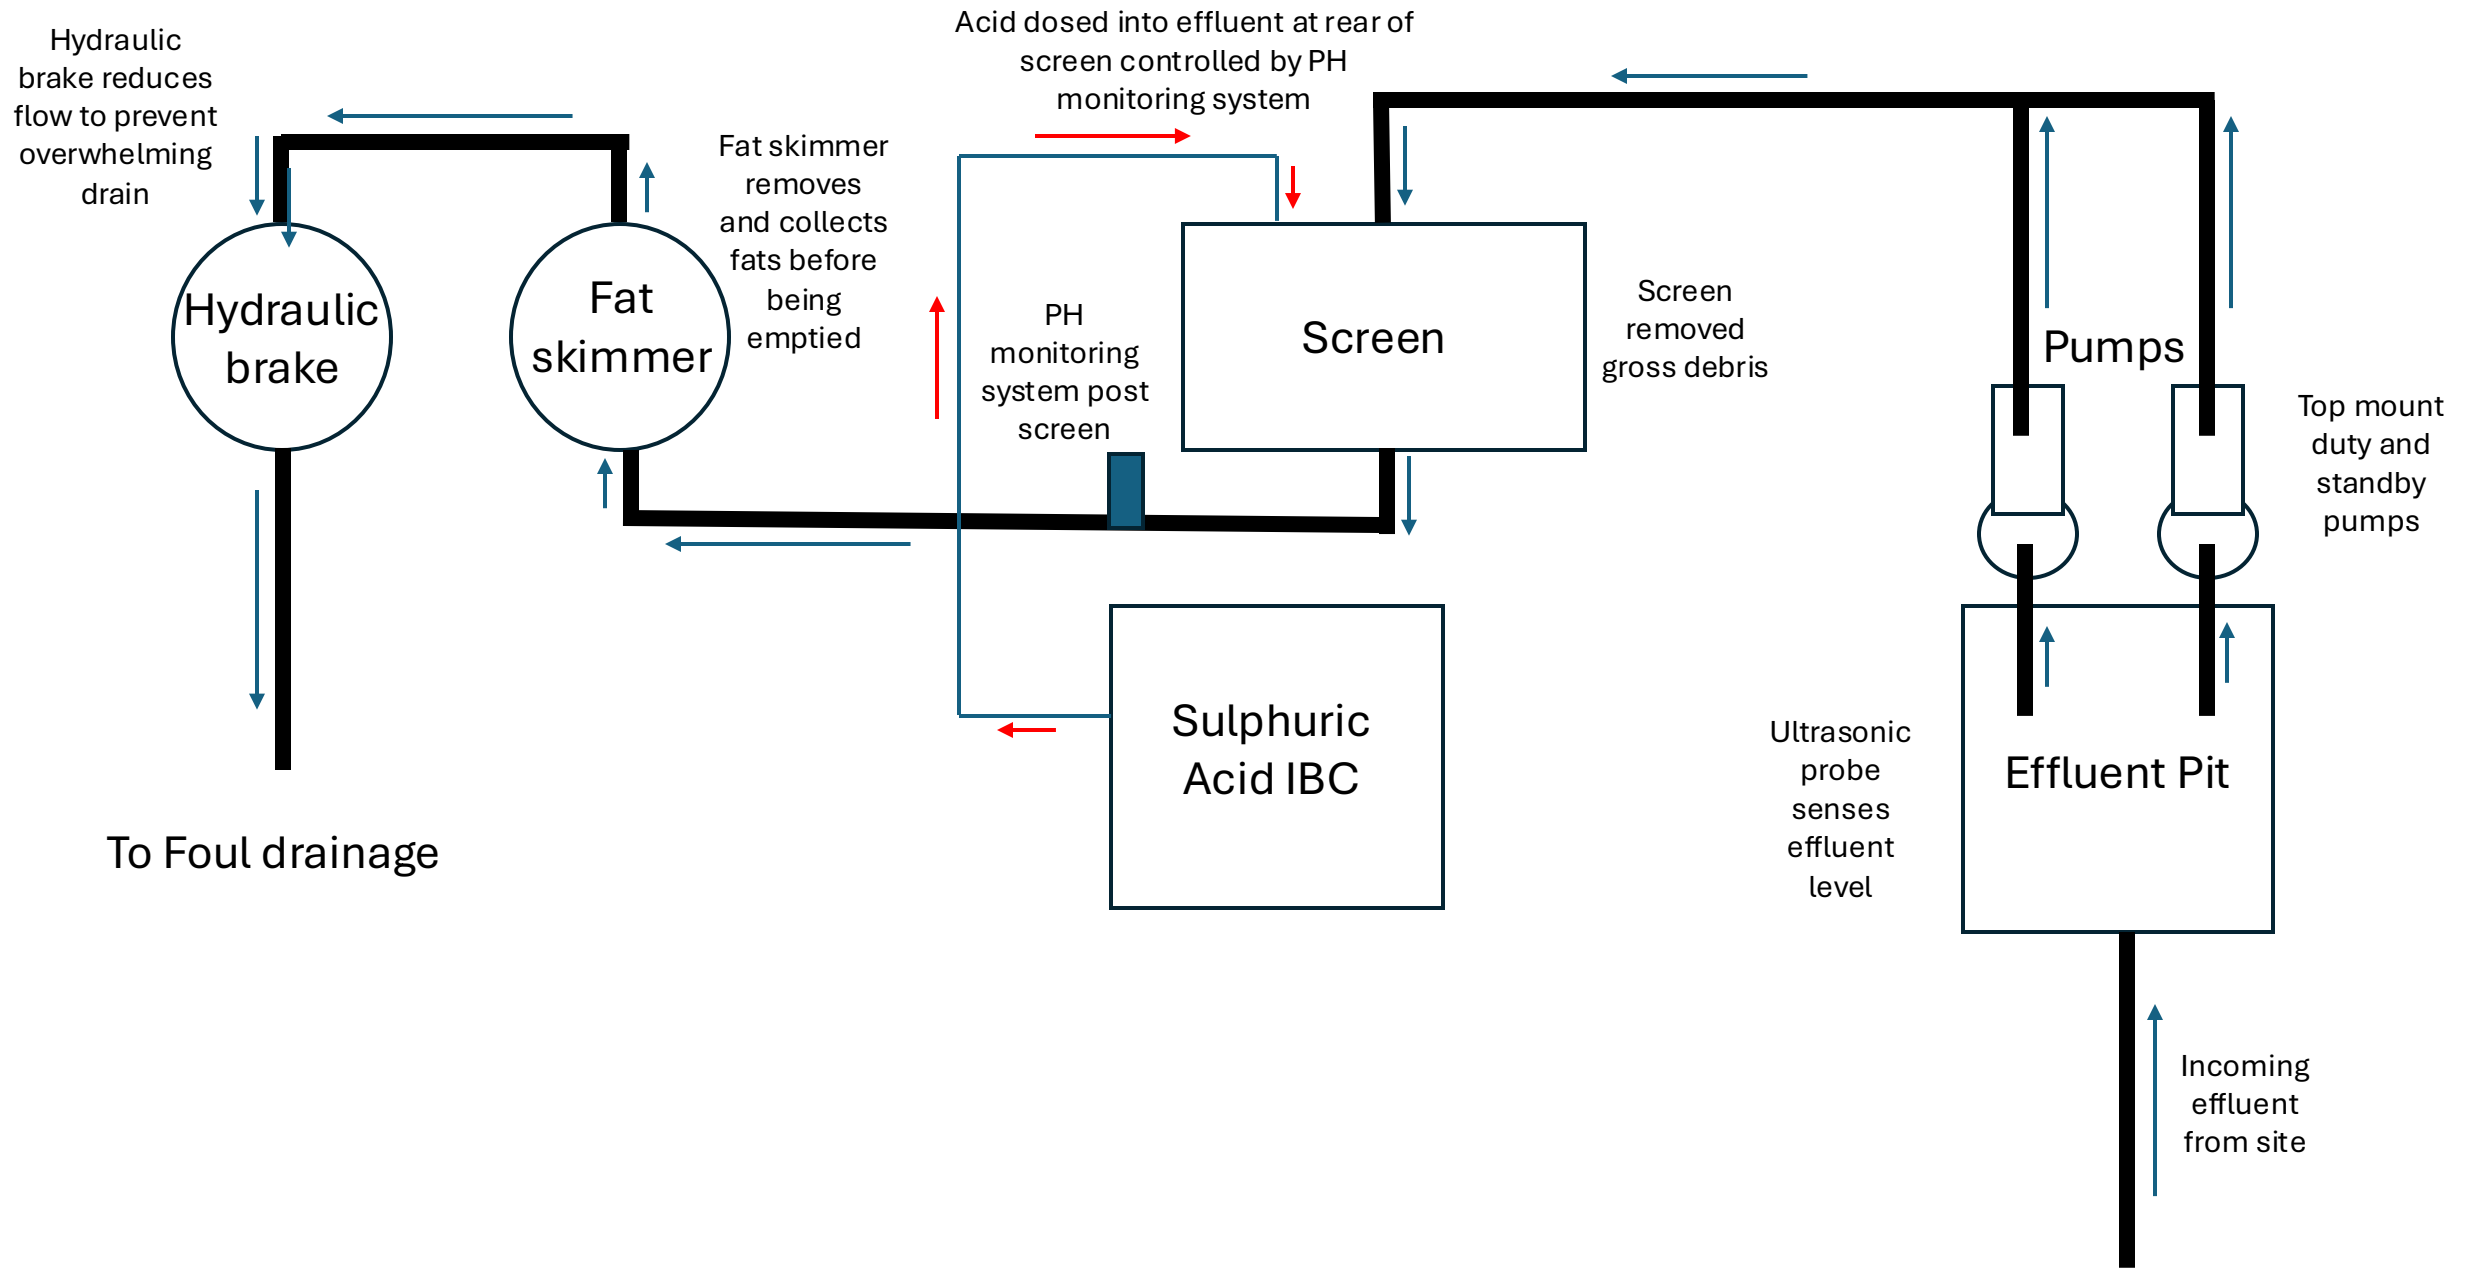 Hydraulic
brake reduces
flow to prevent
overwhelming
drain
Hydraulic
brake
To Foul drainage
Fat
skimmer
Fat skimmer
removes
and collects
fats before
being
emptied
Acid dosed into effluent at rear of
screen controlled by PH
monitoring system
PH
monitoring
system post
screen
Screen
Screen
removed
gross debris
Sulphuric
Acid IBC
Pumps
Top mount
duty and
standby
pumps
Ultrasonic
probe
senses
effluent
level
Effluent Pit
Incoming
effluent
from site